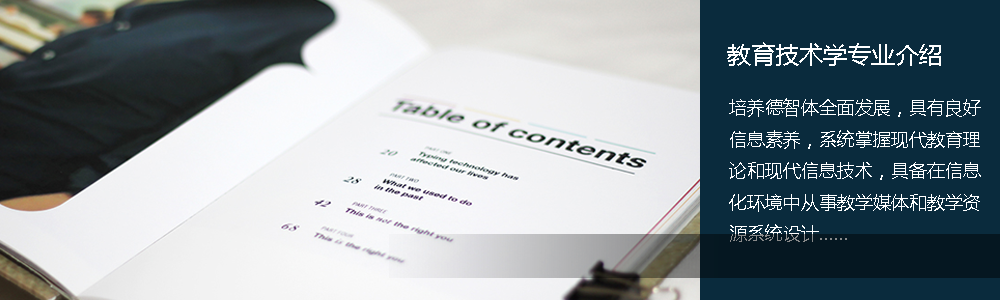 Table of contents
PART ONE
20 Typing technology has
affected our lives
PART TWO
28 What we used to do
in the past
PART THREE
42 This is not the right you
PART FOUR
68 This is the right you
教育技术学专业介绍
培养德智体全面发展，具有良好
信息素养，系统掌握现代教育理
论和现代信息技术，具备在信息
化环境中从事教学媒体和教学资
源系统设计......